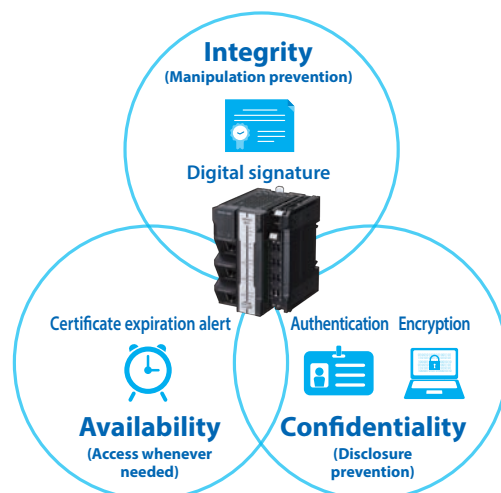 Integrity
(Manipulation prevention)
Digital signature
Certificate expiration alert
Authentication Encryption
Availability
(Access whenever
needed)
Confidentiality
(Disclosure
prevention)